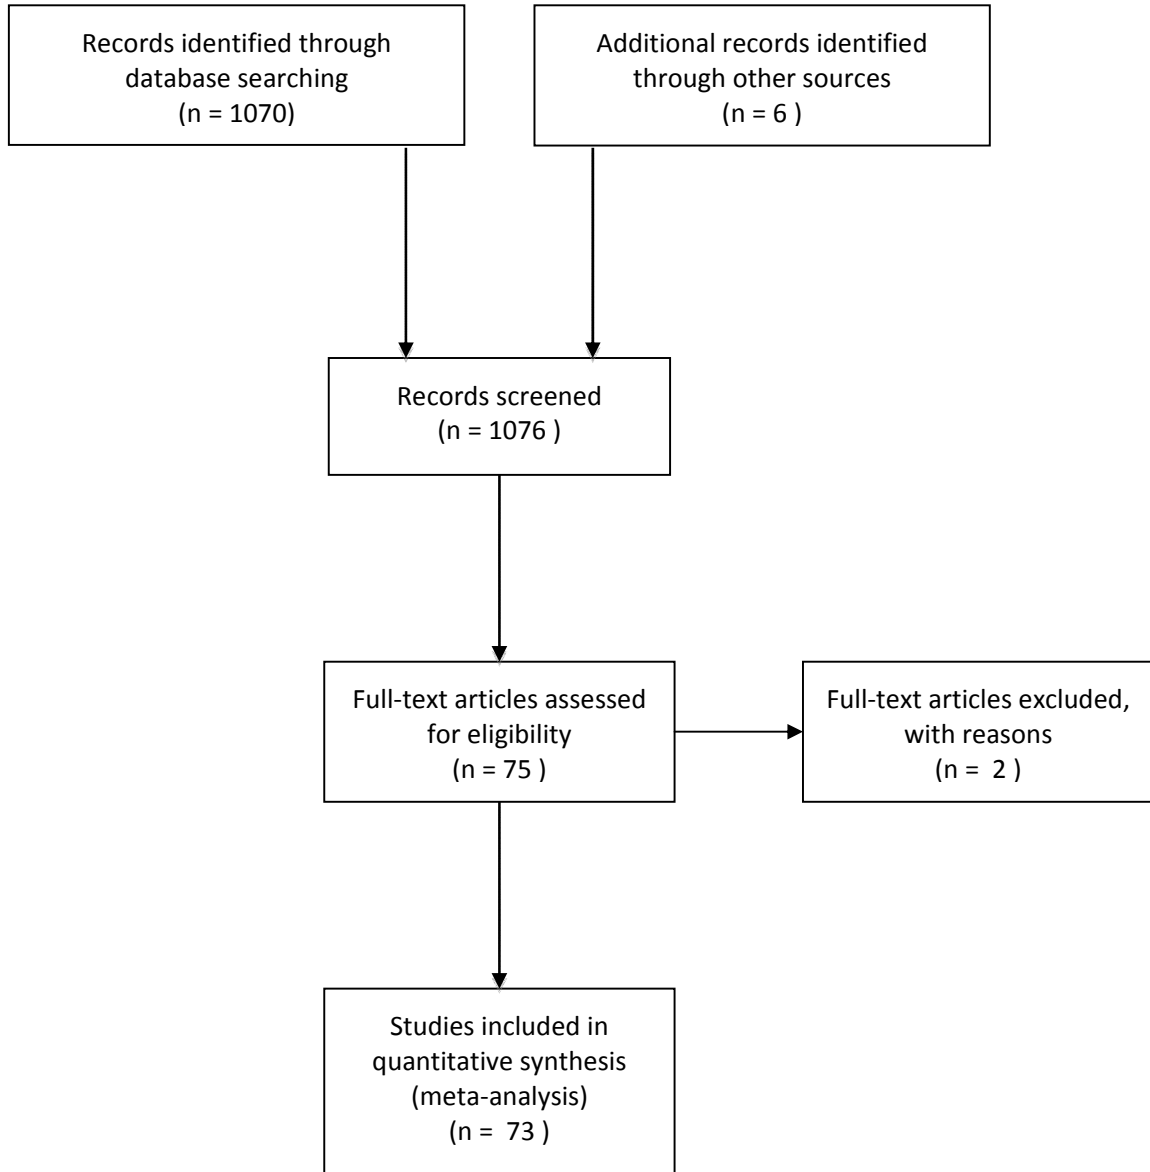 Records identified through
database searching
(n = 1070)
Additional records identified
through other sources
(n = 6 )
Records screened
(n = 1076 )
Full-text articles assessed
for eligibility
(n = 75 )
Full-text articles excluded,
with reasons
(n =  2 )
Studies included in
quantitative synthesis
(meta-analysis)
(n =  73 )